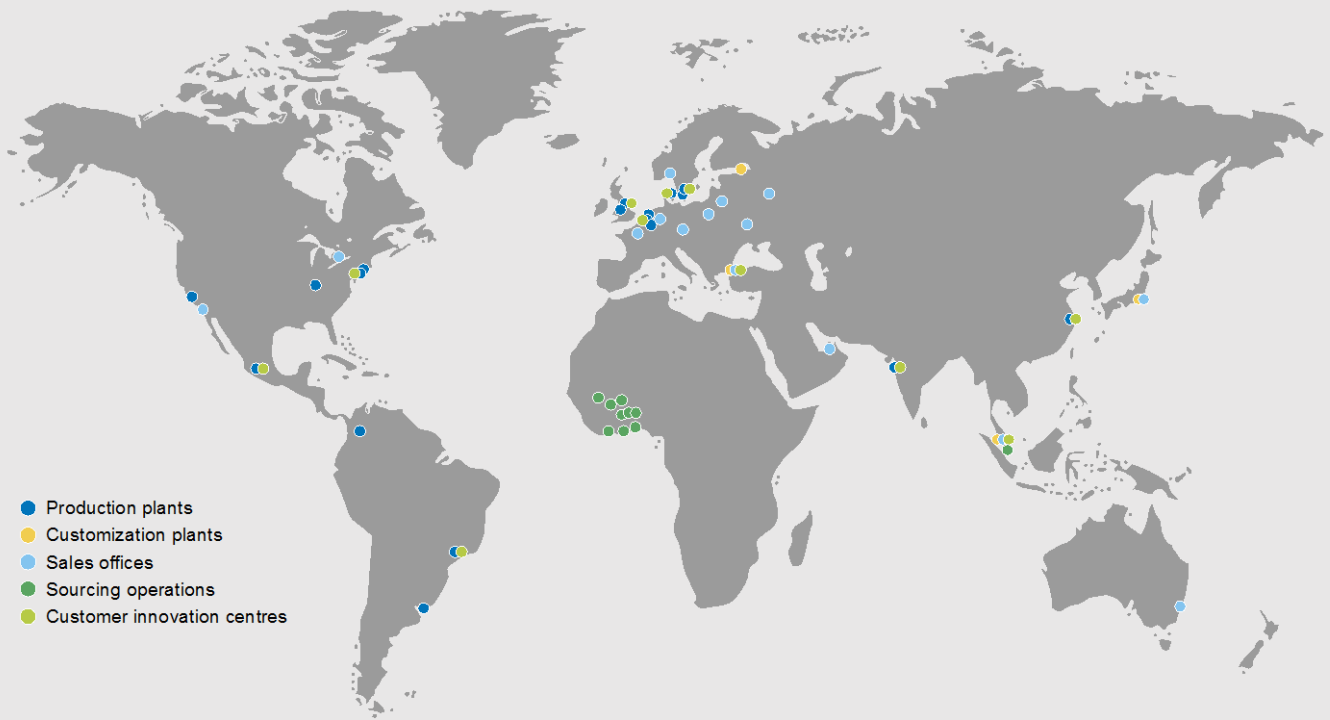 Production plants
Customization plants
Sales offices
Sourcing operations
Customer innovation centres